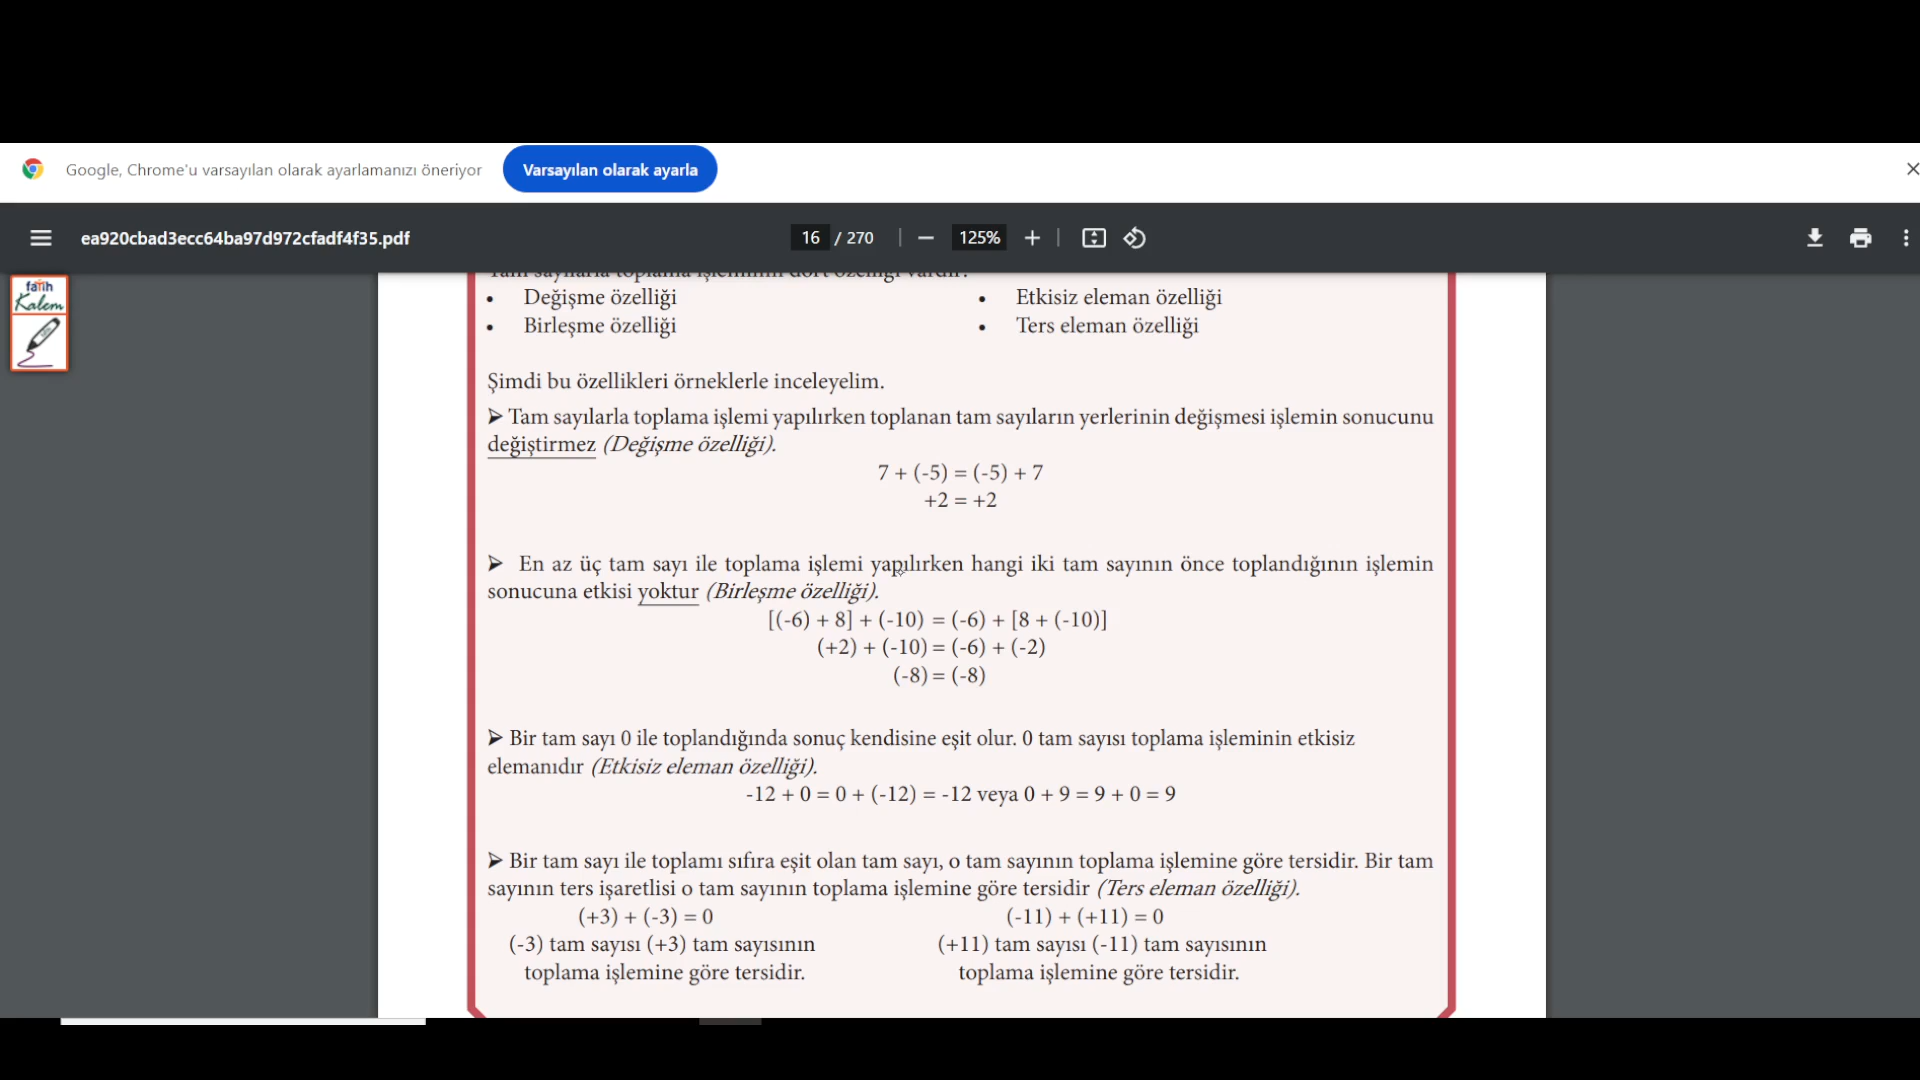 Google, Chrome'u varsayılan olarak ayarlamanızı öneriyor
Varsayılan olarak ayarla
ea920cbad3ecc64ba97d972cfadf4f35.pdf
16 / 270
125%
fatih
Kalem
Tam sayılarla toplama işleminin dört özelliği vardır:
• Değişme özelliği
• Birleşme özelliği
• Etkisiz eleman özelliği
• Ters eleman özelliği
Şimdi bu özellikleri örneklerle inceleyelim.
➤ Tam sayılarla toplama işlemi yapılırken toplanan tam sayıların yerlerinin değişmesi işlemin sonucunu
değiştirmez (Değişme özelliği).
7 + (-5) = (-5) + 7
+2 = +2
➤ En az üç tam sayı ile toplama işlemi yapılırken hangi iki tam sayının önce toplandığının işlemin
sonucuna etkisi yoktur (Birleşme özelliği).
[(-6) + 8] + (-10) = (-6) + [8 + (-10)]
(+2) + (-10) = (-6) + (-2)
(-8) = (-8)
➤ Bir tam sayı 0 ile toplandığında sonuç kendisine eşit olur. 0 tam sayısı toplama işleminin etkisiz
elemanıdır (Etkisiz eleman özelliği).
-12 + 0 = 0 + (-12) = -12 veya 0 + 9 = 9 + 0 = 9
➤ Bir tam sayı ile toplamı sıfıra eşit olan tam sayı, o tam sayının toplama işlemine göre tersidir. Bir tam
sayının ters işaretlisi o tam sayının toplama işlemine göre tersidir (Ters eleman özelliği).
(+3) + (-3) = 0
(-3) tam sayısı (+3) tam sayısının
toplama işlemine göre tersidir.
(-11) + (+11) = 0
(+11) tam sayısı (-11) tam sayısının
toplama işlemine göre tersidir.